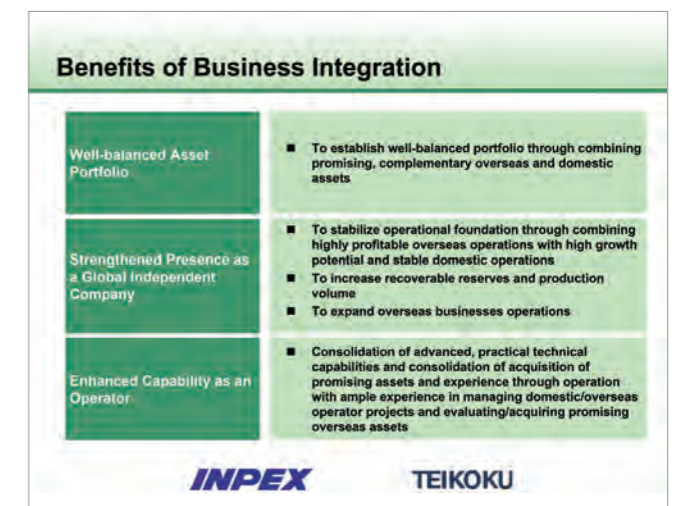 Benefits of Business Integration
Well-balanced Asset
Portfolio
■ To establish well-balanced portfolio through combining
promising, complementary overseas and domestic
assets
Strengthened Presence as
a Global Independent
Company
■ To stabilize operational foundation through combining
highly profitable overseas operations with high growth
potential and stable domestic operations
■ To increase recoverable reserves and production
volume
■ To expand overseas businesses operations
Enhanced Capability as an
Operator
■ Consolidation of advanced, practical technical
capabilities and consolidation of acquisition of
promising assets and experience through operation
with ample experience in managing domestic/overseas
operator projects and evaluating/acquiring promising
overseas assets
INPEX
TEIKOKU